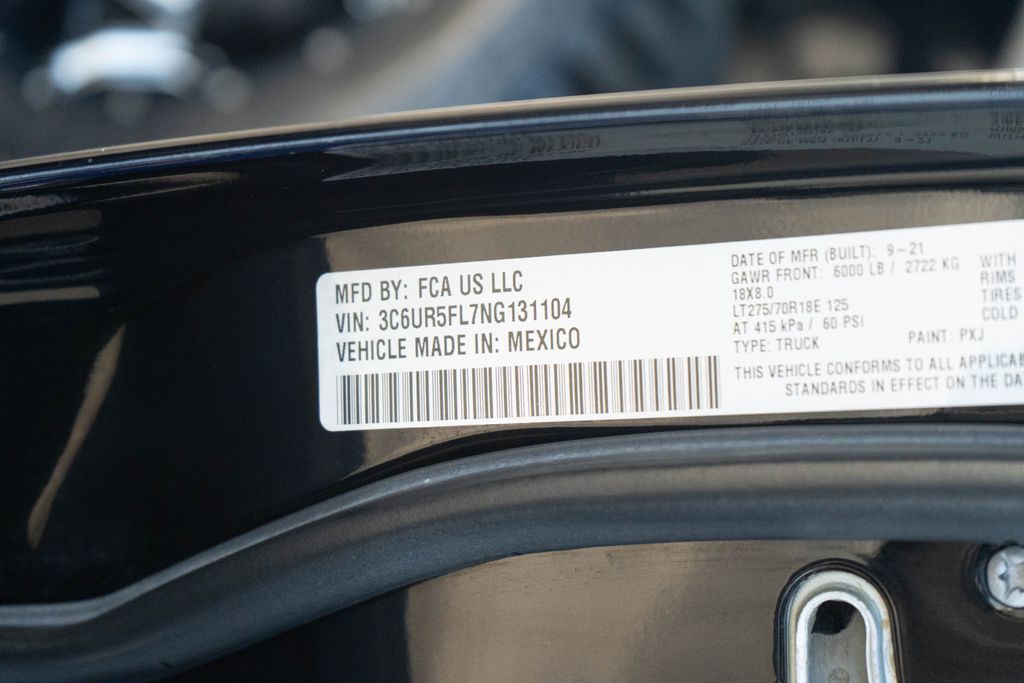 MFD BY: FCA US LLC
VIN: 3C6UR5FL7NG131104
VEHICLE MADE IN: MEXICO
DATE OF MFR (BUILT): 9-21
GAWR FRONT: 6000 LB / 2722 KG
18X8.0
LT275/70R18E 125
AT 415 kPa / 60 PSI
TYPE: TRUCK PAINT: PXJ
THIS VEHICLE CONFORMS TO ALL APPLICAB
STANDARDS IN EFFECT ON THE DA
WITH
RIMS
TIRES
COLD